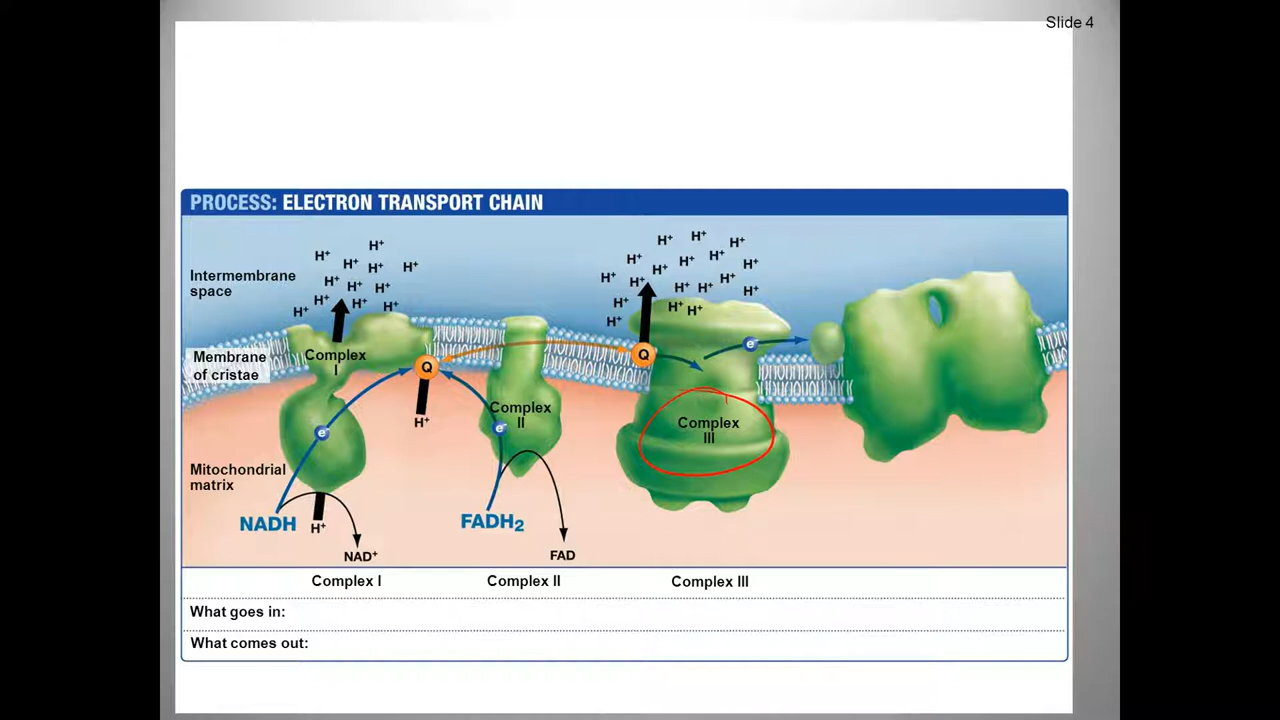 Slide 4
PROCESS: ELECTRON TRANSPORT CHAIN
H⁺ H⁺ H⁺
H⁺ H⁺
H⁺ H⁺ H⁺ H⁺ H⁺
H⁺ H⁺ H⁺ H⁺ H⁺
Intermembrane
space
H⁺ H⁺ H⁺ H⁺
H⁺ H⁺ H⁺ H⁺ H⁺
H⁺ H⁺ H⁺ H⁺ H⁺ H⁺
H⁺ H⁺
e⁻
Membrane
of cristae
Complex
I
Q
Q
H⁺
Complex
II
Complex
III
e⁻
e⁻
Mitochondrial
matrix
NADH
H⁺
FADH₂
NAD⁺
FAD
Complex I Complex II Complex III
What goes in:
What comes out: